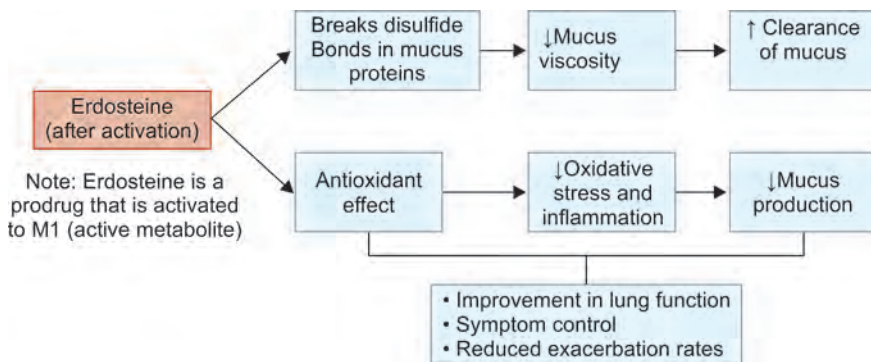 Erdosteine
(after activation)
Note: Erdosteine is a
prodrug that is activated
to M1 (active metabolite)
Breaks disulfide
Bonds in mucus
proteins
↓Mucus
viscosity
↑ Clearance
of mucus
Antioxidant
effect
↓Oxidative
stress and
inflammation
↓Mucus
production
• Improvement in lung function
• Symptom control
• Reduced exacerbation rates